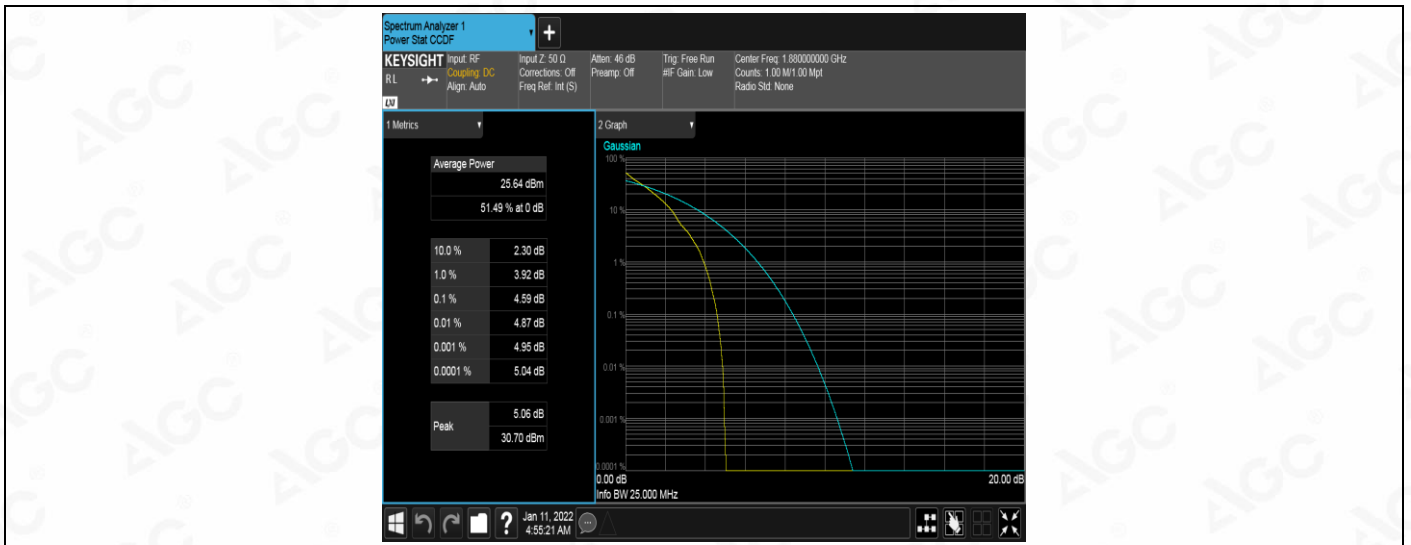 Spectrum Analyzer 1
Power Stat CCDF
+
KEYSIGHT Input: RF Input Z: 50 Ω Atten: 46 dB Trig: Free Run Center Freq: 1.880000000 GHz
RL Coupling: DC Corrections: Off Preamp: Off #IF Gain: Low Counts: 1.00 M/1.00 Mpt
Align: Auto Freq Ref: Int (S) Radio Std: None
LXI
1 Metrics
Average Power
25.64 dBm
51.49 % at 0 dB
10.0 % 2.30 dB
1.0 % 3.92 dB
0.1 % 4.59 dB
0.01 % 4.87 dB
0.001 % 4.95 dB
0.0001 % 5.04 dB
Peak 5.06 dB
30.70 dBm
2 Graph
Gaussian
100 %
10 %
1 %
0.1 %
0.01 %
0.001 %
0.0001 %
0.00 dB 20.00 dB
Info BW 25.000 MHz
? Jan 11, 2022
4:55:21 AM
AGC